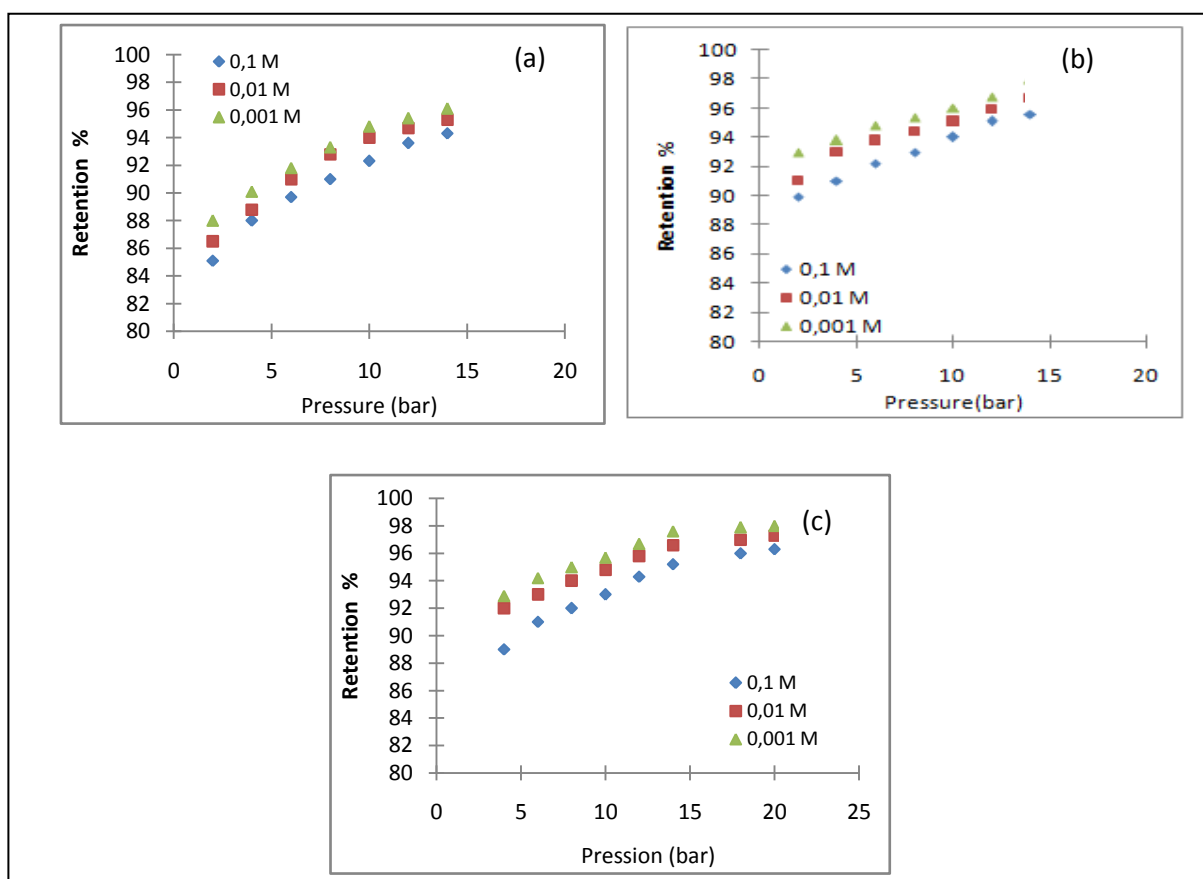 (a)
0,1 M
0,01 M
0,001 M
Retention %
100
98
96
94
92
90
88
86
84
82
80
0 5 10 15 20
Pressure (bar)
(b)
Retention %
100
98
96
94
92
90
88
86
84
82
80
0,1 M
0,01 M
0,001 M
0 5 10 15 20
Pressure(bar)
(c)
Retention %
100
98
96
94
92
90
88
86
84
82
80
0,1 M
0,01 M
0,001 M
0 5 10 15 20 25
Pression (bar)